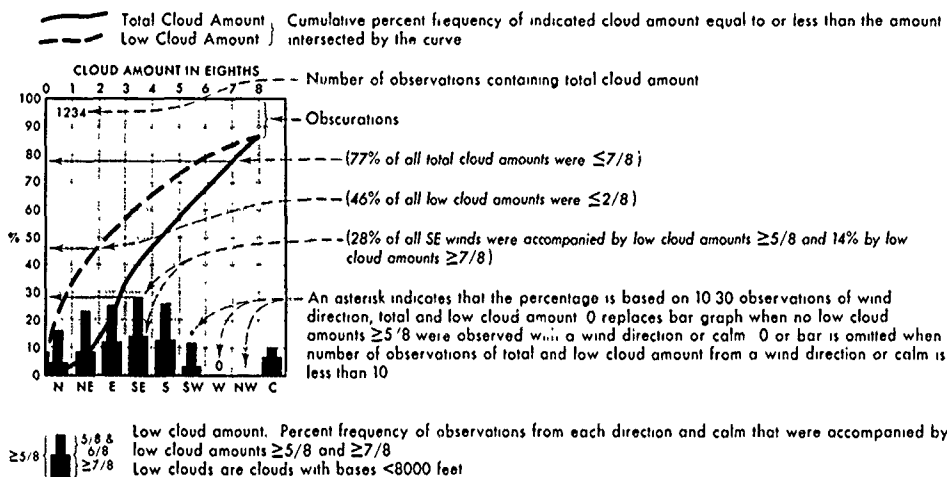 Total Cloud Amount } Cumulative percent frequency of indicated cloud amount equal to or less than the amount
Low Cloud Amount } intersected by the curve
CLOUD AMOUNT IN EIGHTHS
0 1 2 3 4 5 6 7 8
Number of observations containing total cloud amount
100
1234
90
Obscurations
80
(77% of all total cloud amounts were ≤7/8)
70
(46% of all low cloud amounts were ≤2/8)
60
50
%
(28% of all SE winds were accompanied by low cloud amounts ≥5/8 and 14% by low
cloud amounts ≥7/8)
40
30
An asterisk indicates that the percentage is based on 10 30 observations of wind
direction, total and low cloud amount 0 replaces bar graph when no low cloud
amounts ≥5/8 were observed with a wind direction or calm 0 or bar is omitted when
number of observations of total and low cloud amount from a wind direction or calm is
less than 10
20
10
*
0
0
N NE E SE S SW W NW C
≥5/8 { 5/8 &
6/8
≥7/8
Low cloud amount. Percent frequency of observations from each direction and calm that were accompanied by
low cloud amounts ≥5/8 and ≥7/8
Low clouds are clouds with bases <8000 feet